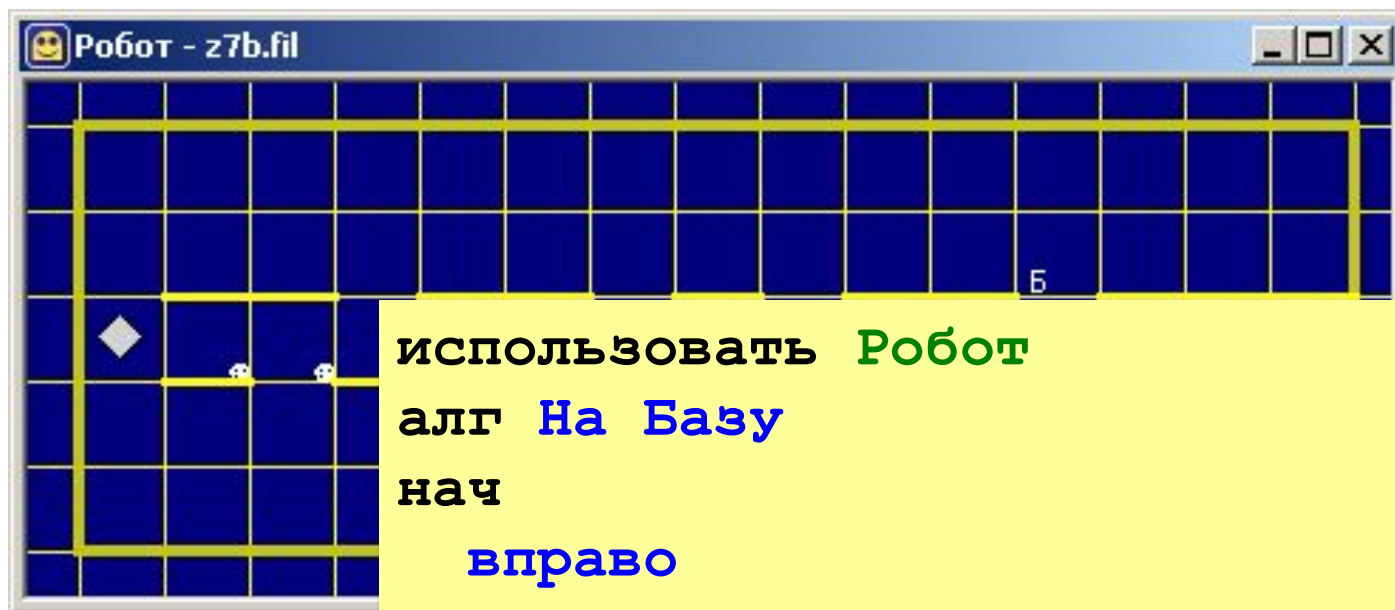 Робот - z7b.fil
Б
использовать Робот
алг На Базу
нач
вправо